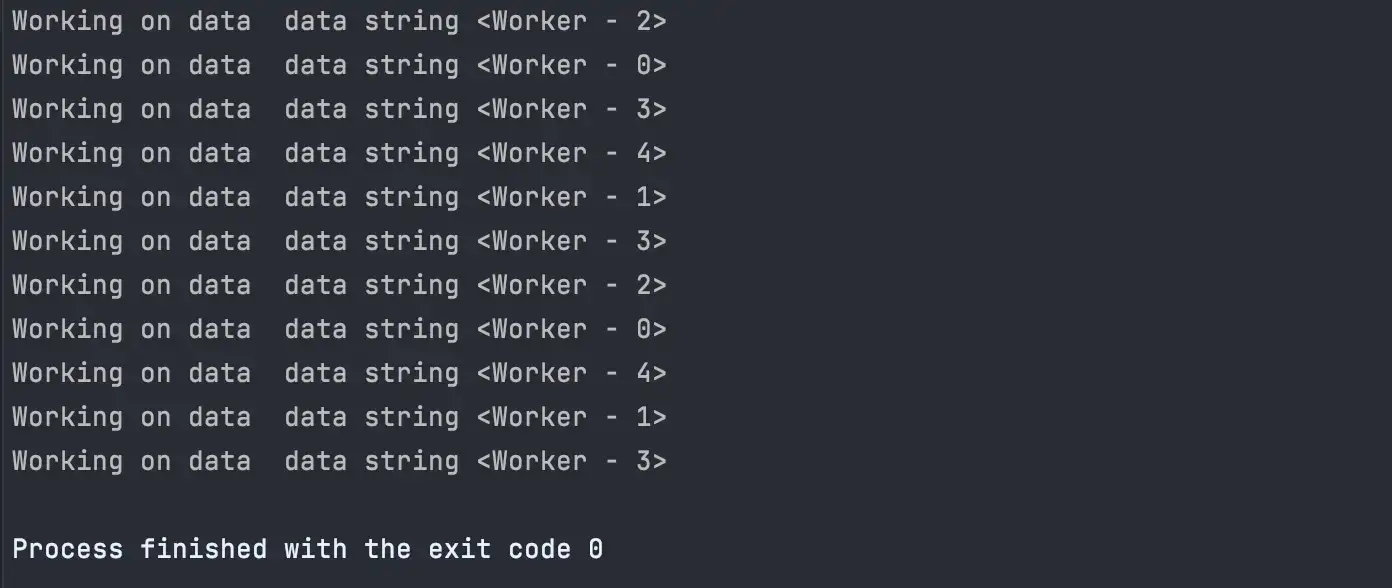 Working on data  data string <Worker - 2>
Working on data  data string <Worker - 0>
Working on data  data string <Worker - 3>
Working on data  data string <Worker - 4>
Working on data  data string <Worker - 1>
Working on data  data string <Worker - 3>
Working on data  data string <Worker - 2>
Working on data  data string <Worker - 0>
Working on data  data string <Worker - 4>
Working on data  data string <Worker - 1>
Working on data  data string <Worker - 3>
Process finished with the exit code 0